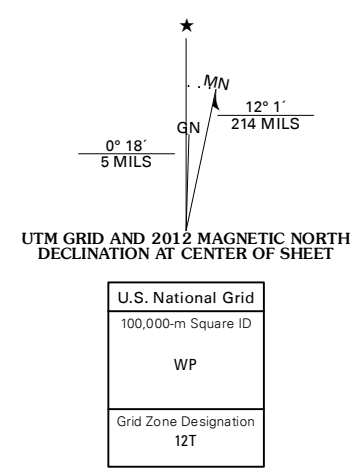 ★
MN
GN
12° 1´
214 MILS
0° 18´
5 MILS
UTM GRID AND 2012 MAGNETIC NORTH
DECLINATION AT CENTER OF SHEET
U.S. National Grid
100,000-m Square ID
WP
Grid Zone Designation
12T